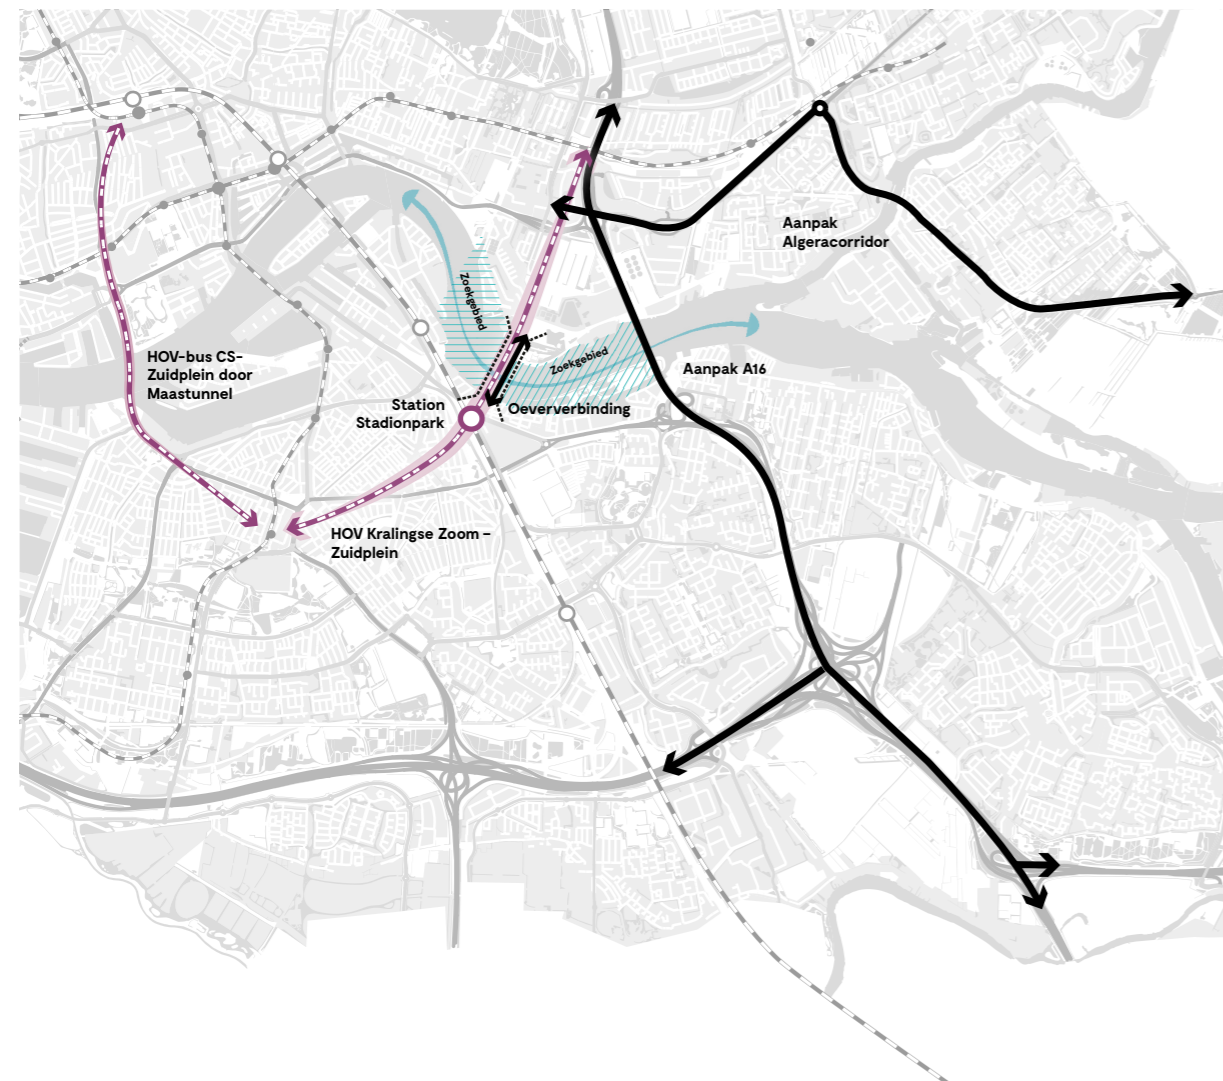 Aanpak
Algeracorridor
Zoekgebied
Zoekgebied
HOV-bus CS-
Zuidplein door
Maastunnel
Aanpak A16
Station
Stadionpark
Oeververbinding
HOV Kralingse Zoom –
Zuidplein